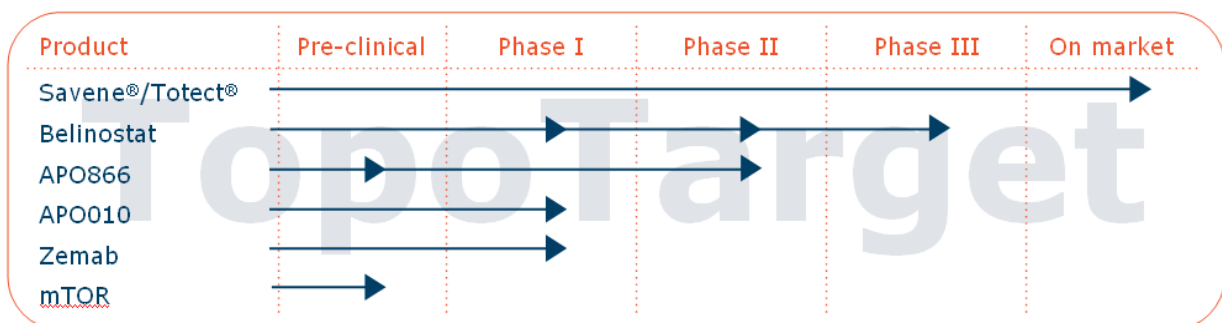 Product Pre-clinical Phase I Phase II Phase III On market
Savene®/Totect®
Belinostat
APO866
APO010
Zemab
mTOR
TopoTarget